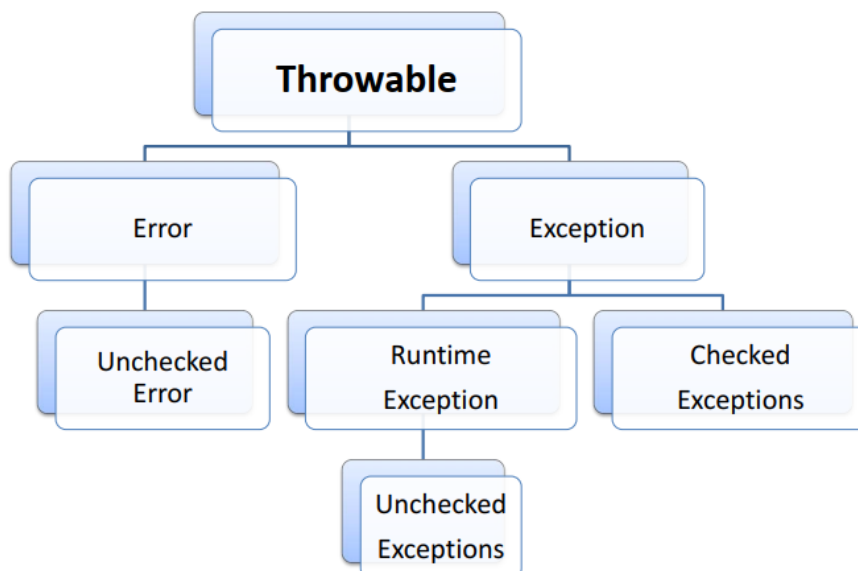 Throwable
Error
Exception
Unchecked
Error
Runtime
Exception
Checked
Exceptions
Unchecked
Exceptions